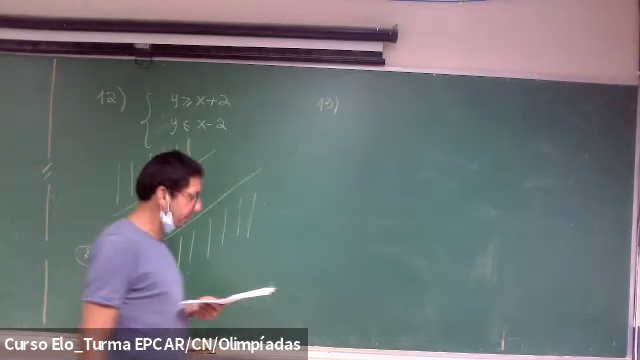 12) { y ≥ x+2
y ≤ x-2
13)
Curso Elo_Turma EPCAR/CN/Olimpíadas